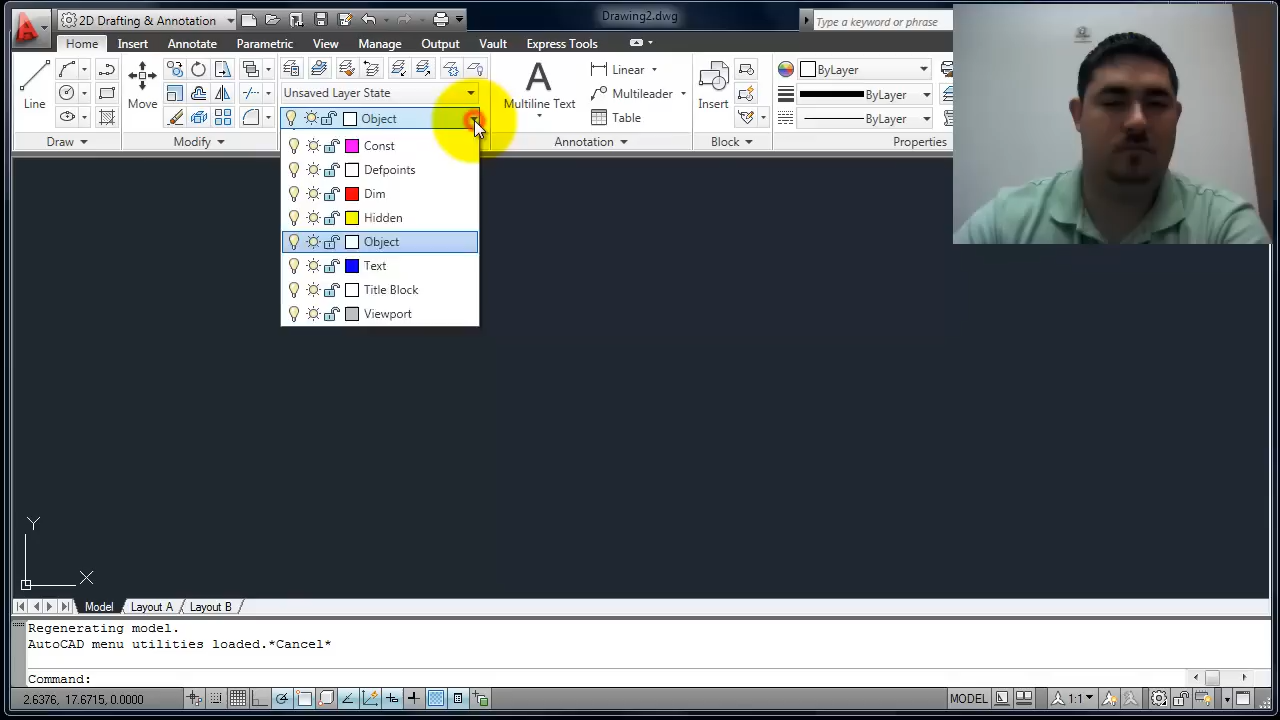 2D Drafting & Annotation
Drawing2.dwg
Type a keyword or phrase
Home Insert Annotate Parametric View Manage Output Vault Express Tools
Line
Move
Unsaved Layer State
Object
Multiline Text
Linear
Multileader
Table
Insert
ByLayer
ByLayer
ByLayer
Draw Modify Annotation Block Properties
Const
Defpoints
Dim
Hidden
Object
Text
Title Block
Viewport
Y
X
Model Layout A Layout B
Regenerating model.
AutoCAD menu utilities loaded.*Cancel*
Command:
2.6376, 17.6715, 0.0000 MODEL 1:1